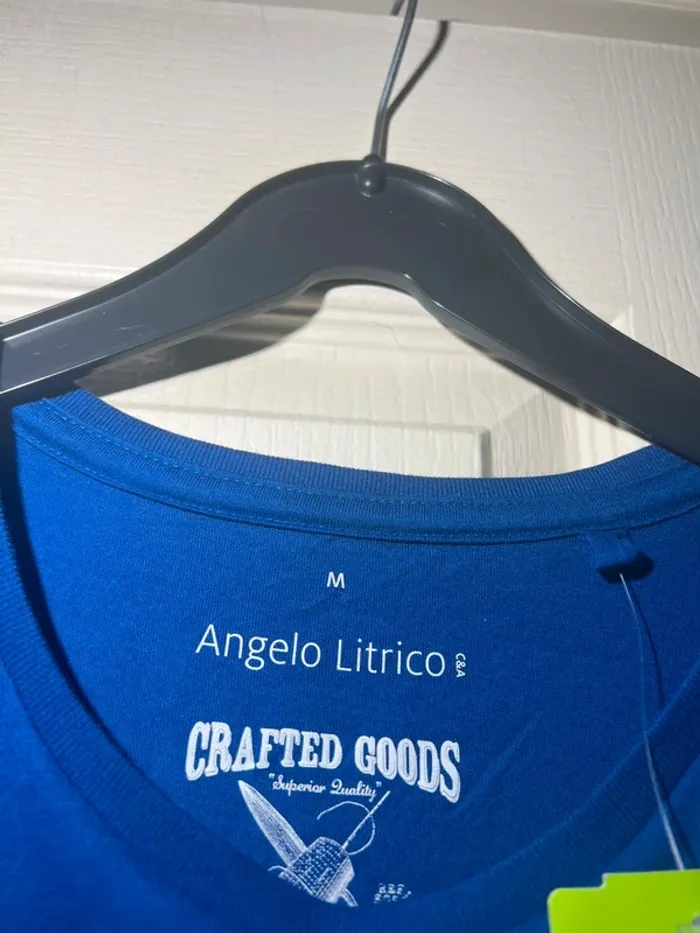 M
Angelo Litrico C&A
CRAFTED GOODS
"Superior Quality"